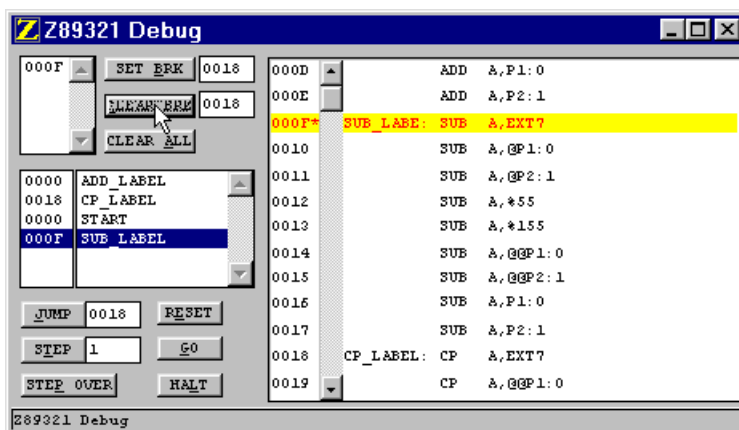 Z89321 Debug
000F
SET BRK 0018
CLEAR BRK 0018
CLEAR ALL
0000 ADD_LABEL
0018 CP_LABEL
0000 START
000F SUB_LABEL
JUMP 0018 RESET
STEP 1 GO
STEP OVER HALT
000D ADD A,P1:0
000E ADD A,P2:1
000F* SUB_LABE: SUB A,EXT7
0010 SUB A,@P1:0
0011 SUB A,@P2:1
0012 SUB A,%55
0013 SUB A,%155
0014 SUB A,@@P1:0
0015 SUB A,@@P2:1
0016 SUB A,P1:0
0017 SUB A,P2:1
0018 CP_LABEL: CP A,EXT7
0019 CP A,@@P1:0
Z89321 Debug